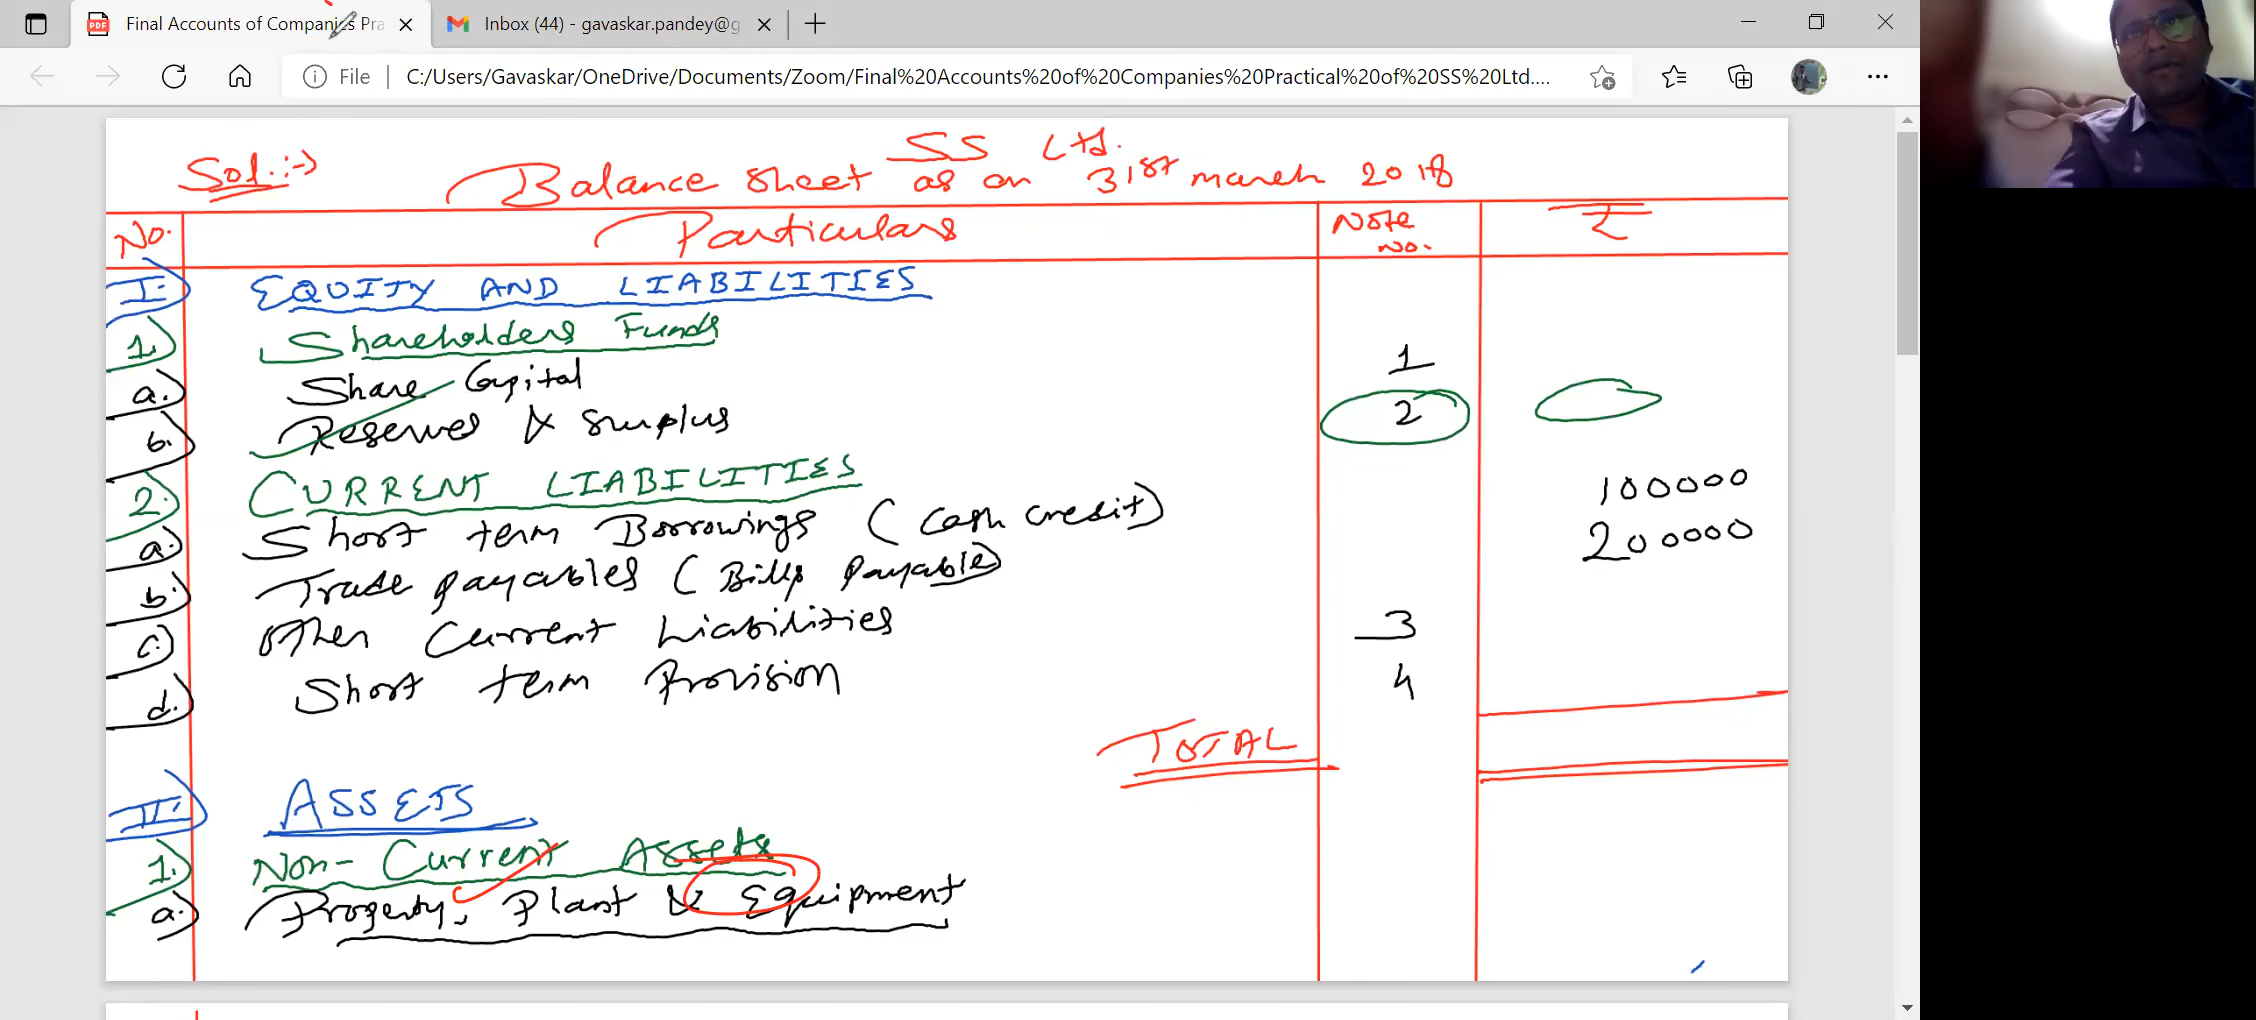 Final Accounts of Companies Pra
Inbox (44) - gavaskar.pandey@g
File
C:/Users/Gavaskar/OneDrive/Documents/Zoom/Final%20Accounts%20of%20Companies%20Practical%20of%20SS%20Ltd....
Sol.:→ SS Ltd.
Balance sheet as on 31st march 2018
No. Particulars Note No. ₹
I. EQUITY AND LIABILITIES
1. Shareholders Funds
a. Share Capital 1
b. Reserves & surplus 2
2. CURRENT LIABILITIES
a. Short term Borrowings (Cash credit) 100000
b. Trade payables (Bills payable) 200000
c. Other Current Liabilities 3
d. Short term Provision 4
TOTAL
II. ASSETS
1. Non-Current Assets
a. Property, Plant & Equipment